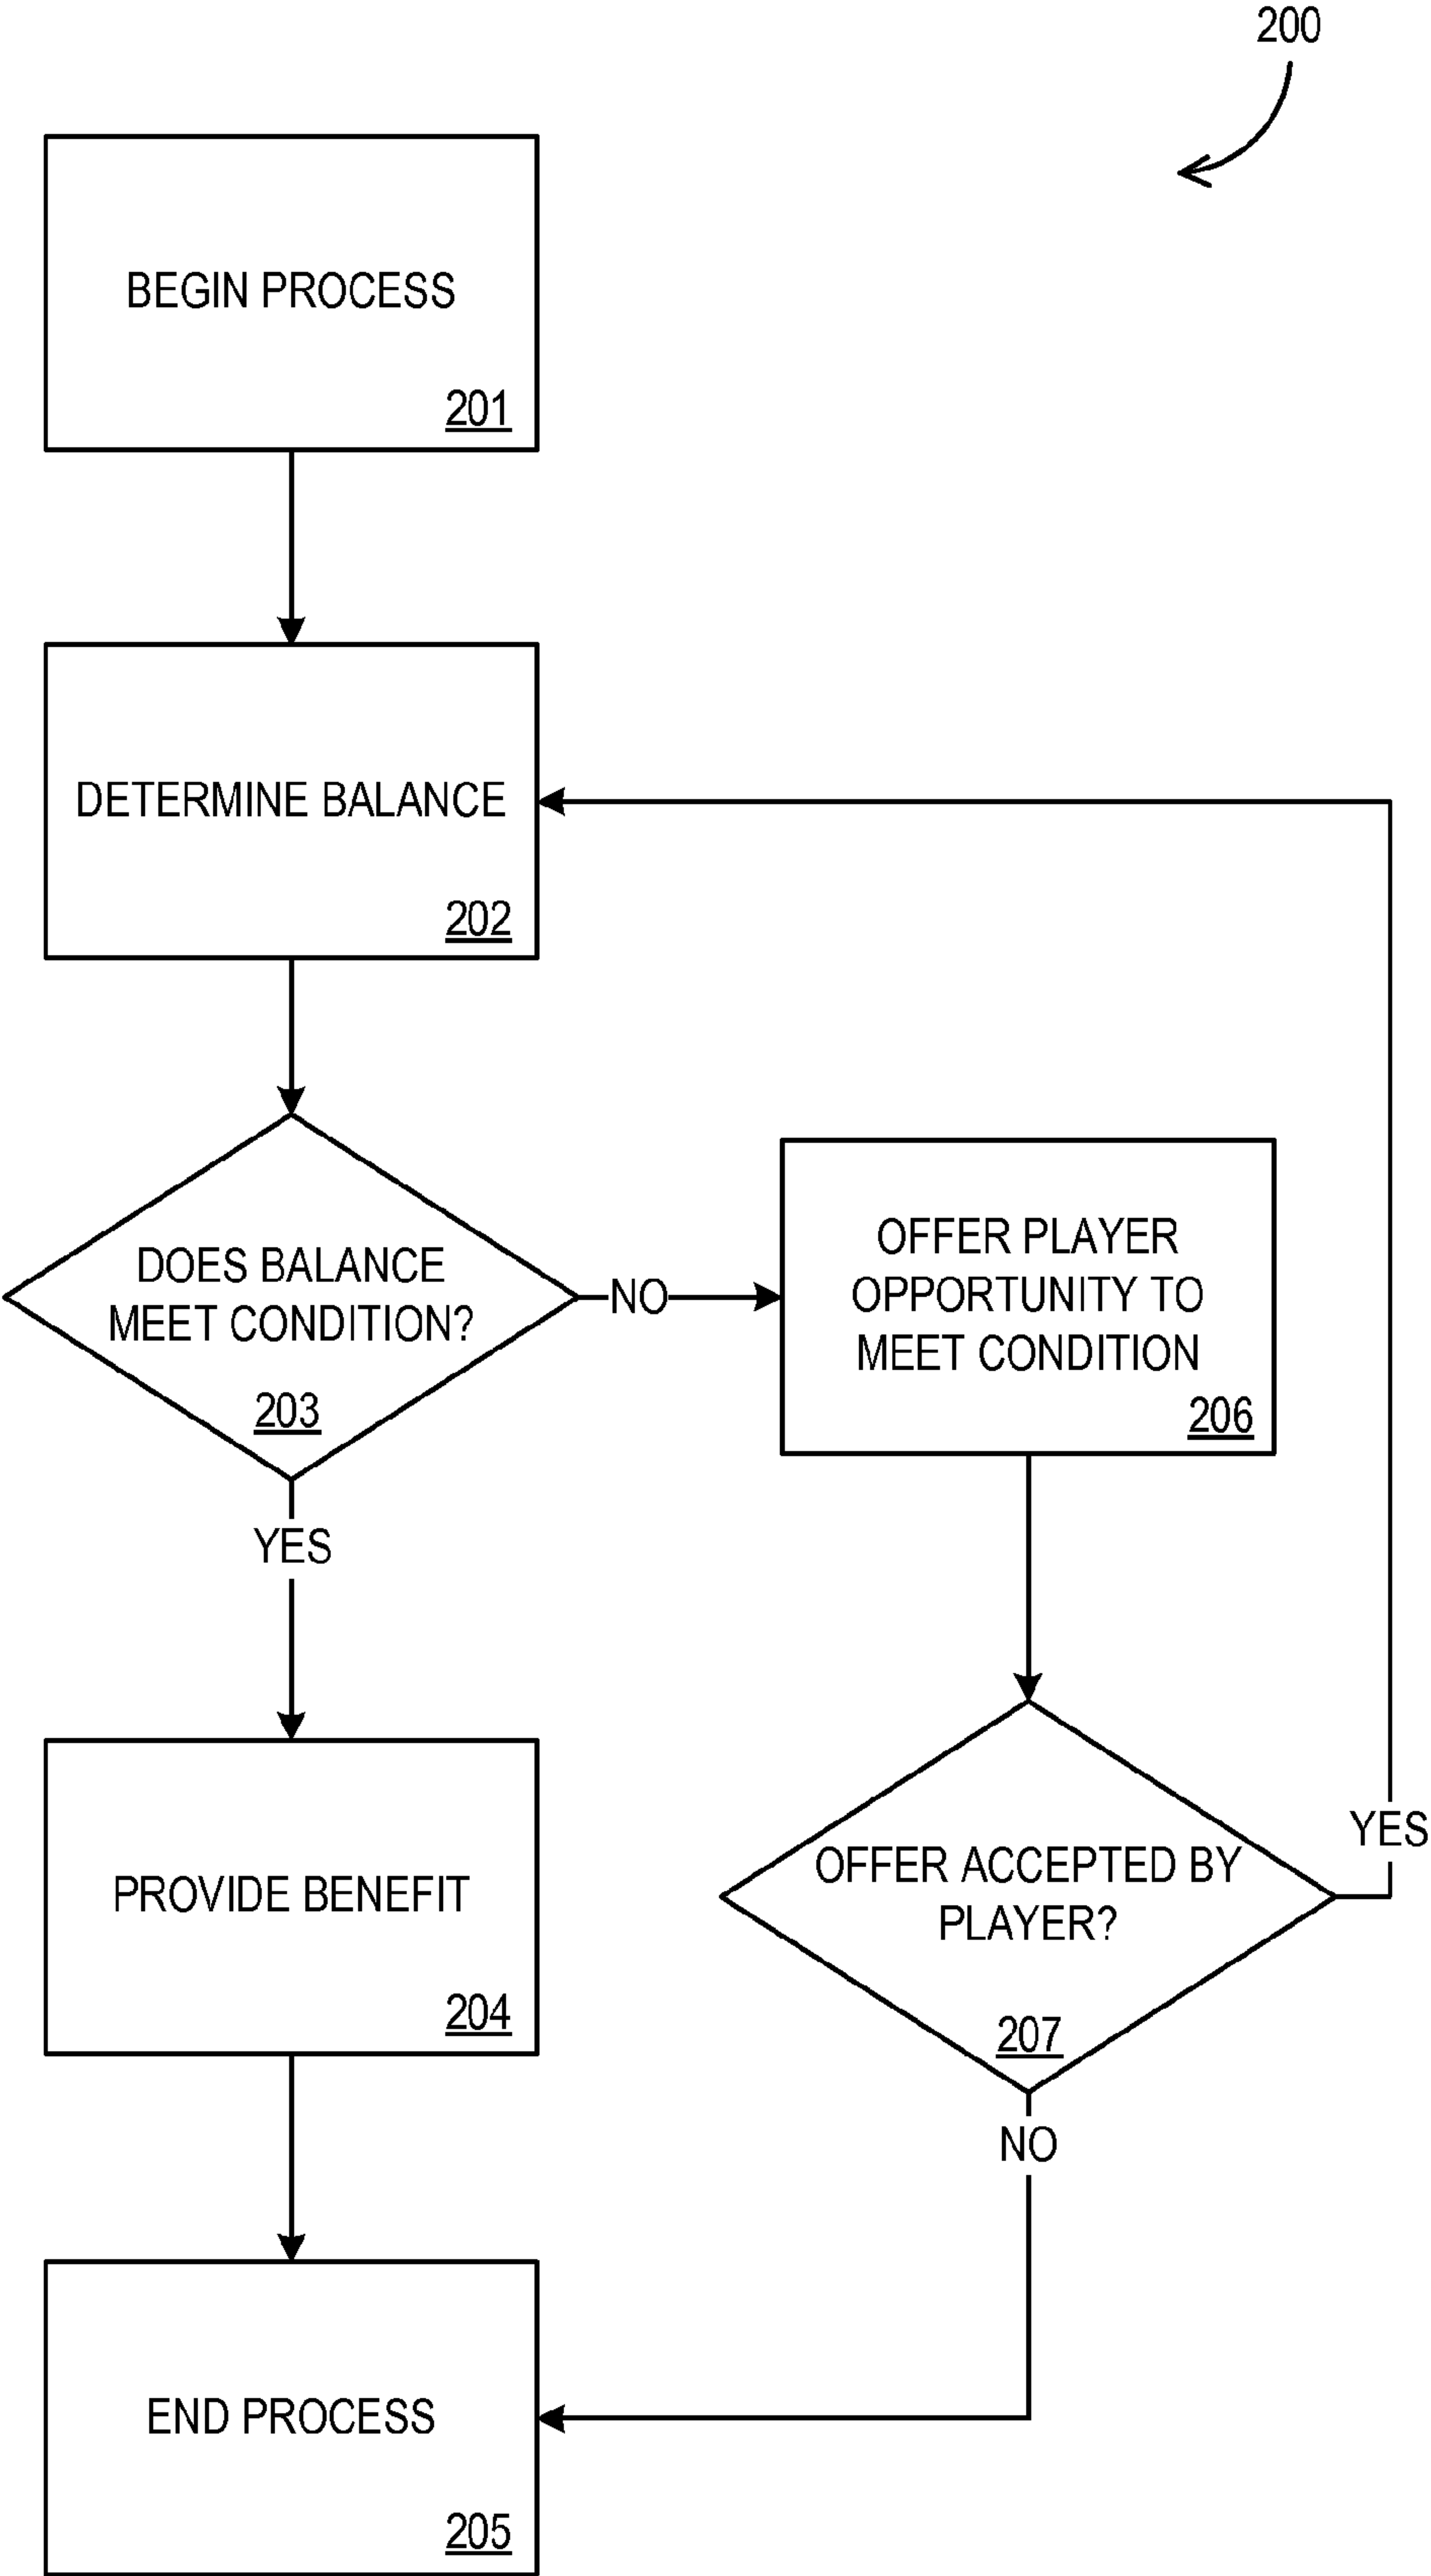 200
BEGIN PROCESS
201
DETERMINE BALANCE
202
DOES BALANCE
MEET CONDITION?
203
NO
OFFER PLAYER
OPPORTUNITY TO
MEET CONDITION
206
YES
PROVIDE BENEFIT
204
OFFER ACCEPTED BY
PLAYER?
207
YES
NO
END PROCESS
205